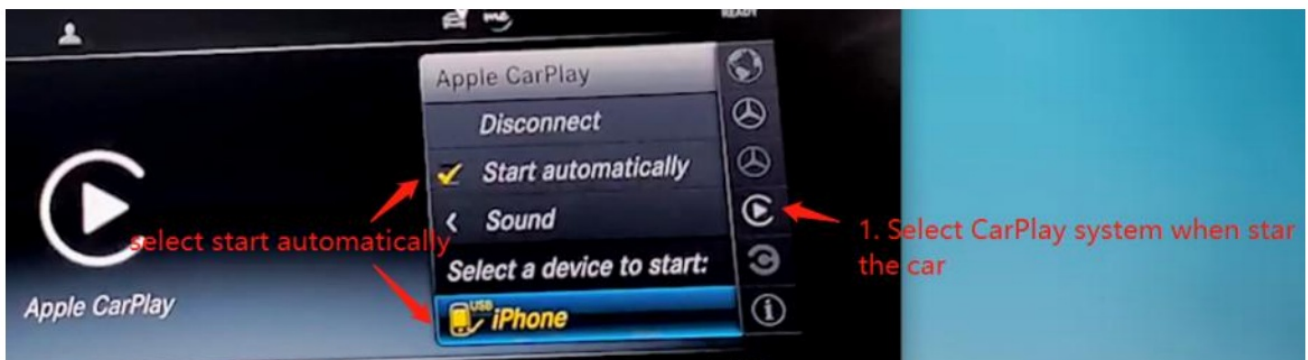 me
READY
Apple CarPlay
Disconnect
Start automatically
Sound
select start automatically
1. Select CarPlay system when star
the car
Select a device to start:
USB
iPhone
Apple CarPlay